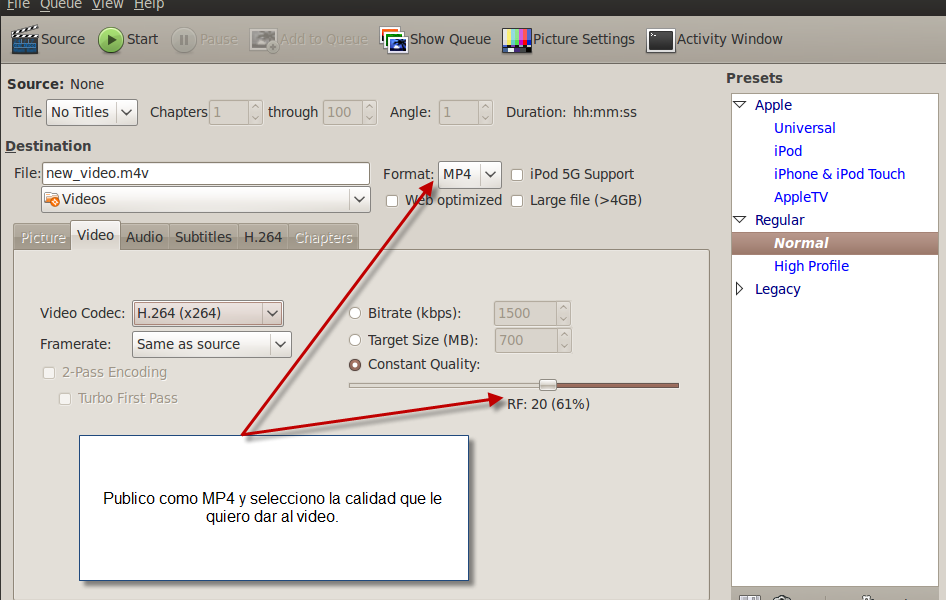 File Queue View Help
Source Start Pause Add to Queue Show Queue Picture Settings Activity Window
Source: None
Title No Titles Chapters 1 through 100 Angle: 1 Duration: hh:mm:ss
Destination
File: new_video.m4v Format: MP4 iPod 5G Support
Videos Web optimized Large file (>4GB)
Picture Video Audio Subtitles H.264 Chapters
Video Codec: H.264 (x264) Bitrate (kbps): 1500
Framerate: Same as source Target Size (MB): 700
2-Pass Encoding Constant Quality:
Turbo First Pass RF: 20 (61%)
Publico como MP4 y selecciono la calidad que le
quiero dar al video.
Presets
Apple
Universal
iPod
iPhone & iPod Touch
AppleTV
Regular
Normal
High Profile
Legacy